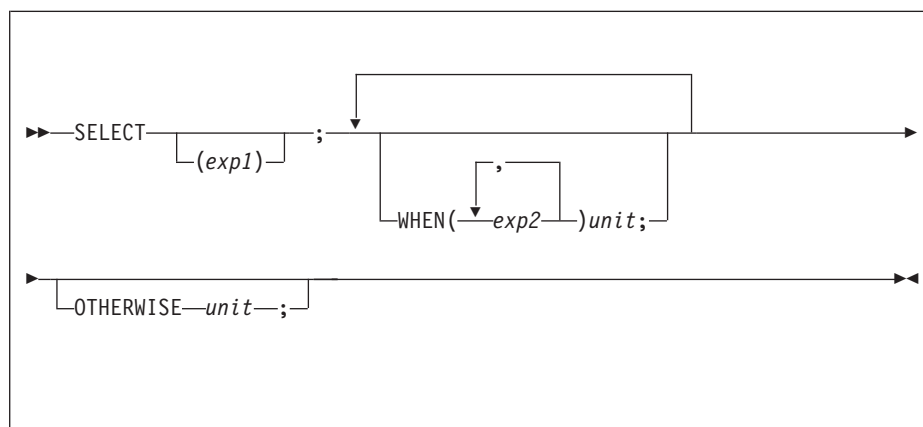 SELECT ;
(exp1)
,
WHEN( exp2 )unit;
OTHERWISE unit ;